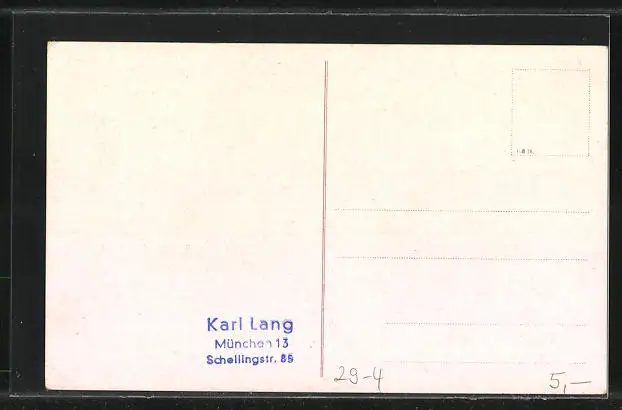 Karl Lang
München 13
Schellingstr. 85
29-4
5,—